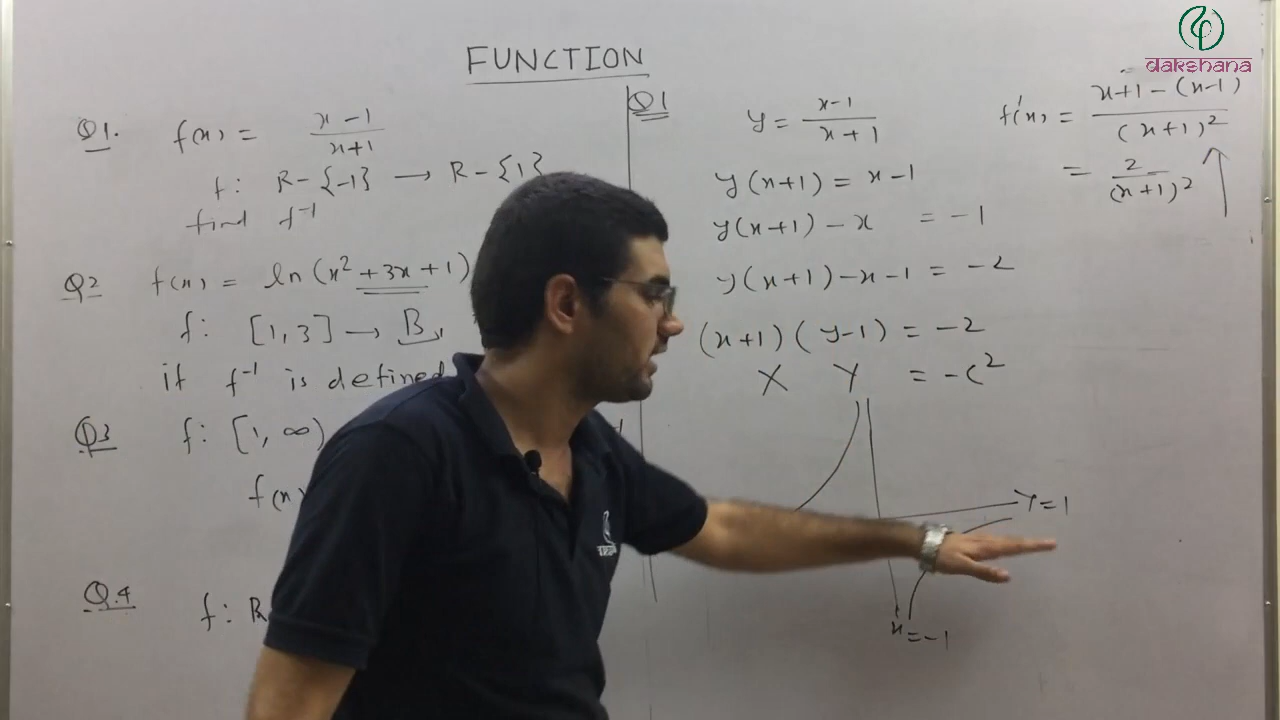 dakshana
FUNCTION
Q1. f(x) = x-1/x+1
f: R-{-1} → R-{1}
find f⁻¹
Q2 f(x) = ln(x²+3x+1)
f: [1,3] → B,
if f⁻¹ is defined
Q3 f: [1,∞)
f(x)
Q.4 f: R
Q1
y = x-1/x+1
y(x+1) = x-1
y(x+1) - x = -1
y(x+1)-x-1 = -2
(x+1)(y-1) = -2
X Y = -c²
Y=1
x=-1
f'(x) = x+1-(x-1)/(x+1)²
= 2/(x+1)² ↑